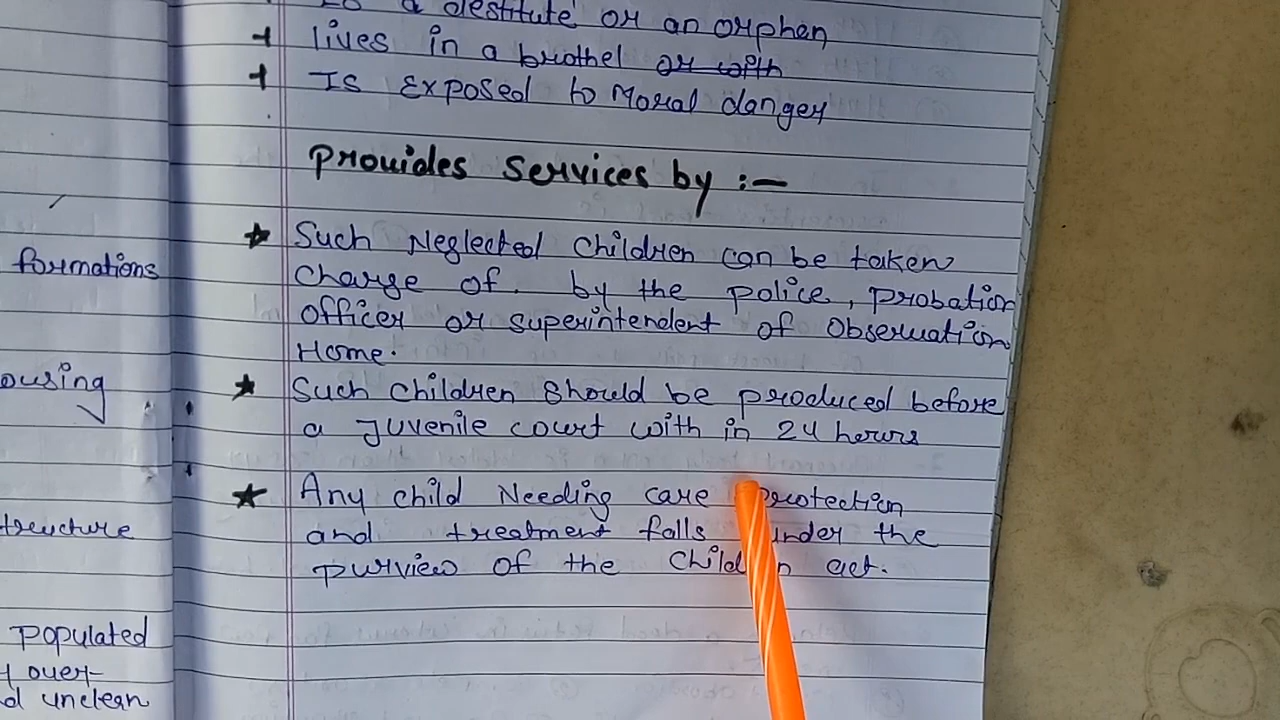 a destitute or an orphan
lives in a brothel or with
Is Exposed to Moral danger
Provides Services by :-
Such Neglected Children can be taken
Charge of. by the police, probation
Officer or superintendent of Observation
Home.
Such children Should be produced before
a Juvenile court with in 24 hours
Any child Needing care protection
and treatment falls under the
purview of the act.
formations
ousing
tructure
populated
over-
d unclean